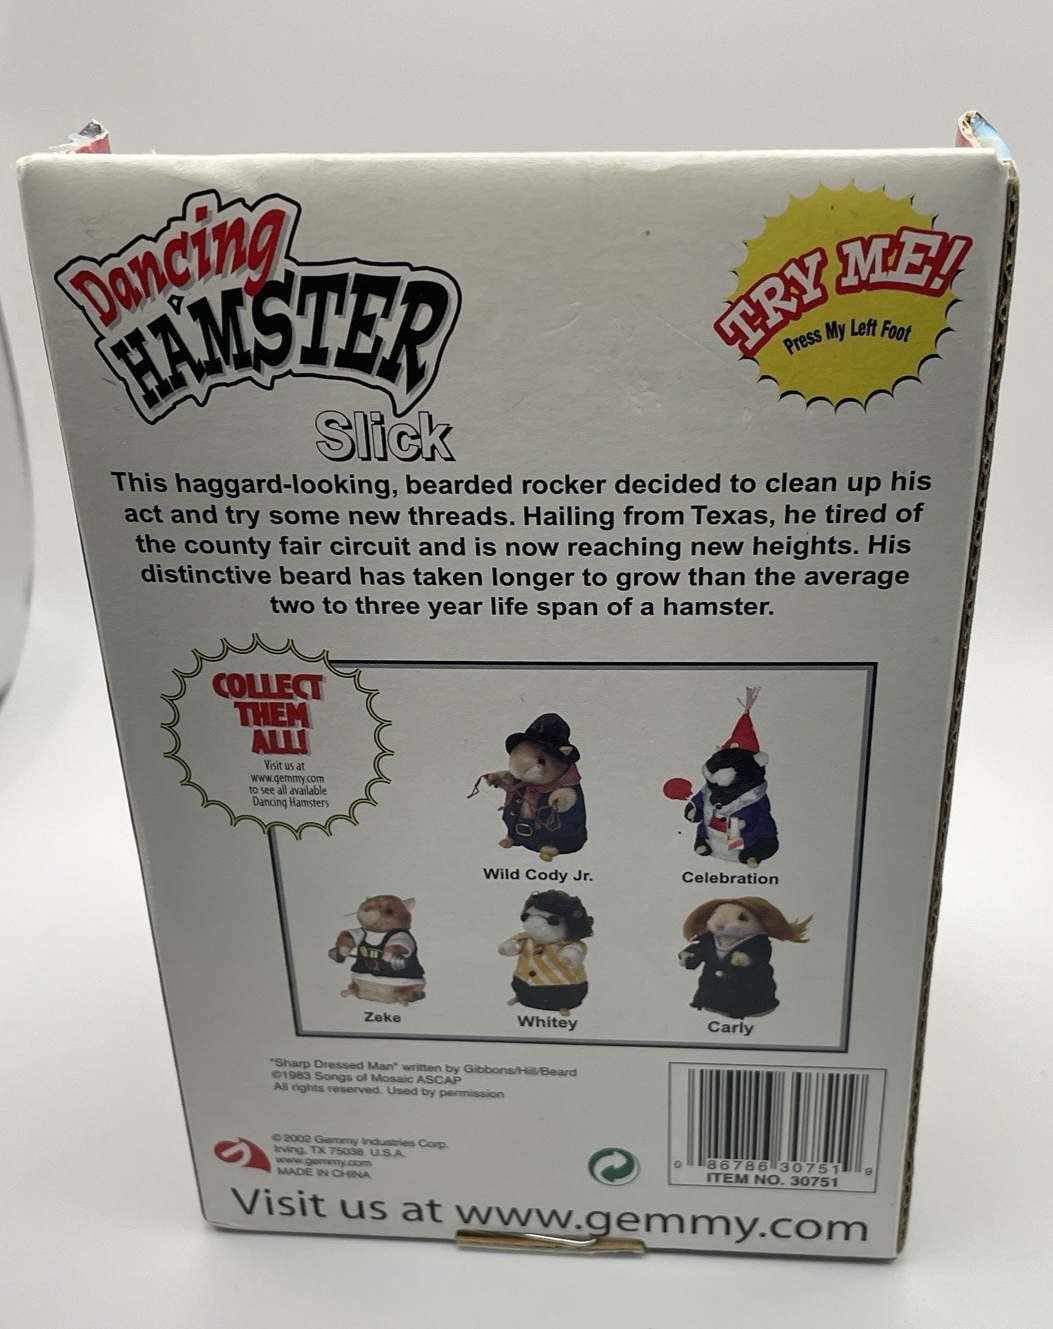 Dancing
HAMSTER
TRY ME!
Press My Left Foot
Slick
This haggard-looking, bearded rocker decided to clean up his
act and try some new threads. Hailing from Texas, he tired of
the county fair circuit and is now reaching new heights. His
distinctive beard has taken longer to grow than the average
two to three year life span of a hamster.
COLLECT
THEM
ALL!
Visit us at
www.gemmy.com
to see all available
Dancing Hamsters
Wild Cody Jr.
Celebration
Zeke
Whitey
Carly
"Sharp Dressed Man" written by Gibbons/Hill/Beard
©1983 Songs of Mosaic ASCAP
All rights reserved. Used by permission
© 2002 Gemmy Industries Corp.
Irving, TX 75038 U.S.A.
www.gemmy.com
MADE IN CHINA
0 86786 30751 9
ITEM NO. 30751
Visit us at www.gemmy.com